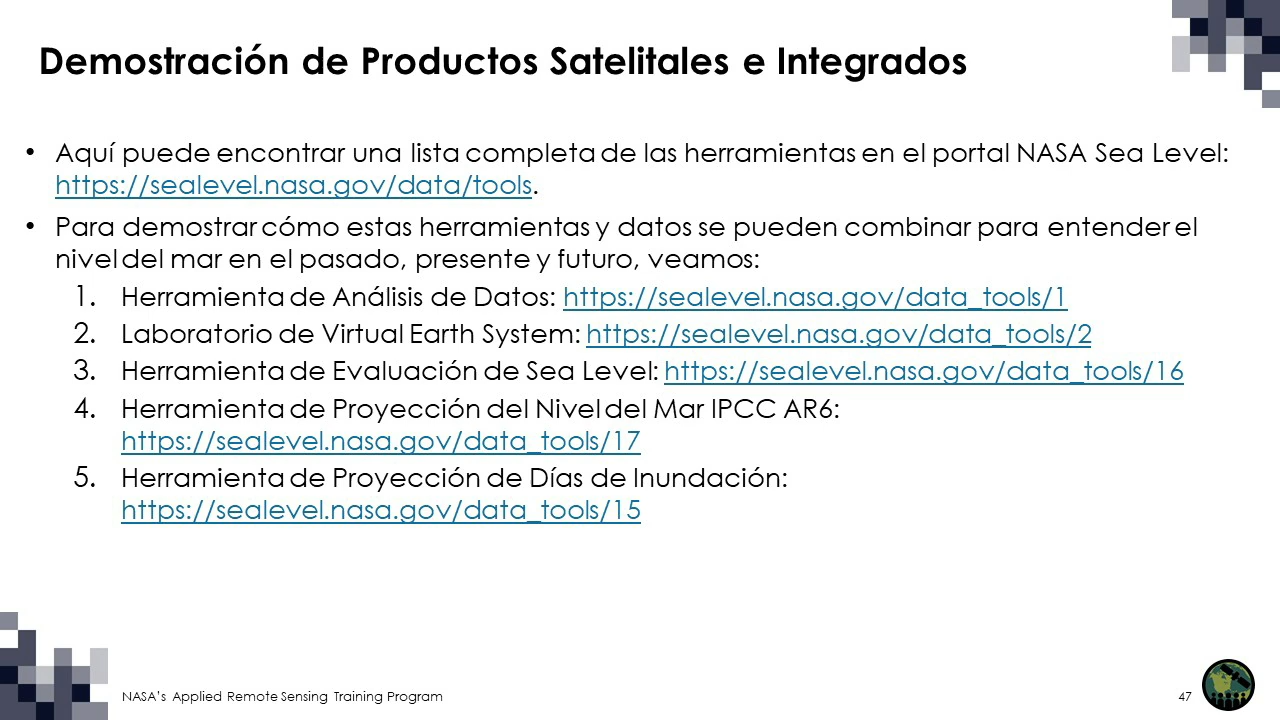 Demostración de Productos Satelitales e Integrados
• Aquí puede encontrar una lista completa de las herramientas en el portal NASA Sea Level:
https://sealevel.nasa.gov/data/tools.
• Para demostrar cómo estas herramientas y datos se pueden combinar para entender el
nivel del mar en el pasado, presente y futuro, veamos:
1. Herramienta de Análisis de Datos: https://sealevel.nasa.gov/data_tools/1
2. Laboratorio de Virtual Earth System: https://sealevel.nasa.gov/data_tools/2
3. Herramienta de Evaluación de Sea Level: https://sealevel.nasa.gov/data_tools/16
4. Herramienta de Proyección del Nivel del Mar IPCC AR6:
https://sealevel.nasa.gov/data_tools/17
5. Herramienta de Proyección de Días de Inundación:
https://sealevel.nasa.gov/data_tools/15
NASA's Applied Remote Sensing Training Program
47